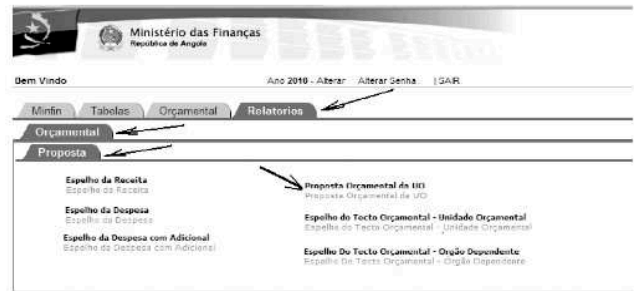 Ministério das Finanças
República de Angola
Bem Vindo
Ano 2010 - Alterar Alterar Senha | SAIR
Minfin Tabelas Orçamental Relatorios
Orçamental
Proposta
Espelho da Receita
Espelho da Receita
Espelho da Despesa
Espelho da Despesa
Espelho da Despesa com Adicional
Espelho da Despesa com Adicional
Proposta Orçamental da UO
Proposta Orçamental da UO
Espelho do Tecto Orçamental - Unidade Orçamental
Espelho do Tecto Orçamental - Unidade Orçamental
Espelho Do Tecto Orçamental - Orgão Dependente
Espelho Do Tecto Orçamental - Orgão Dependente